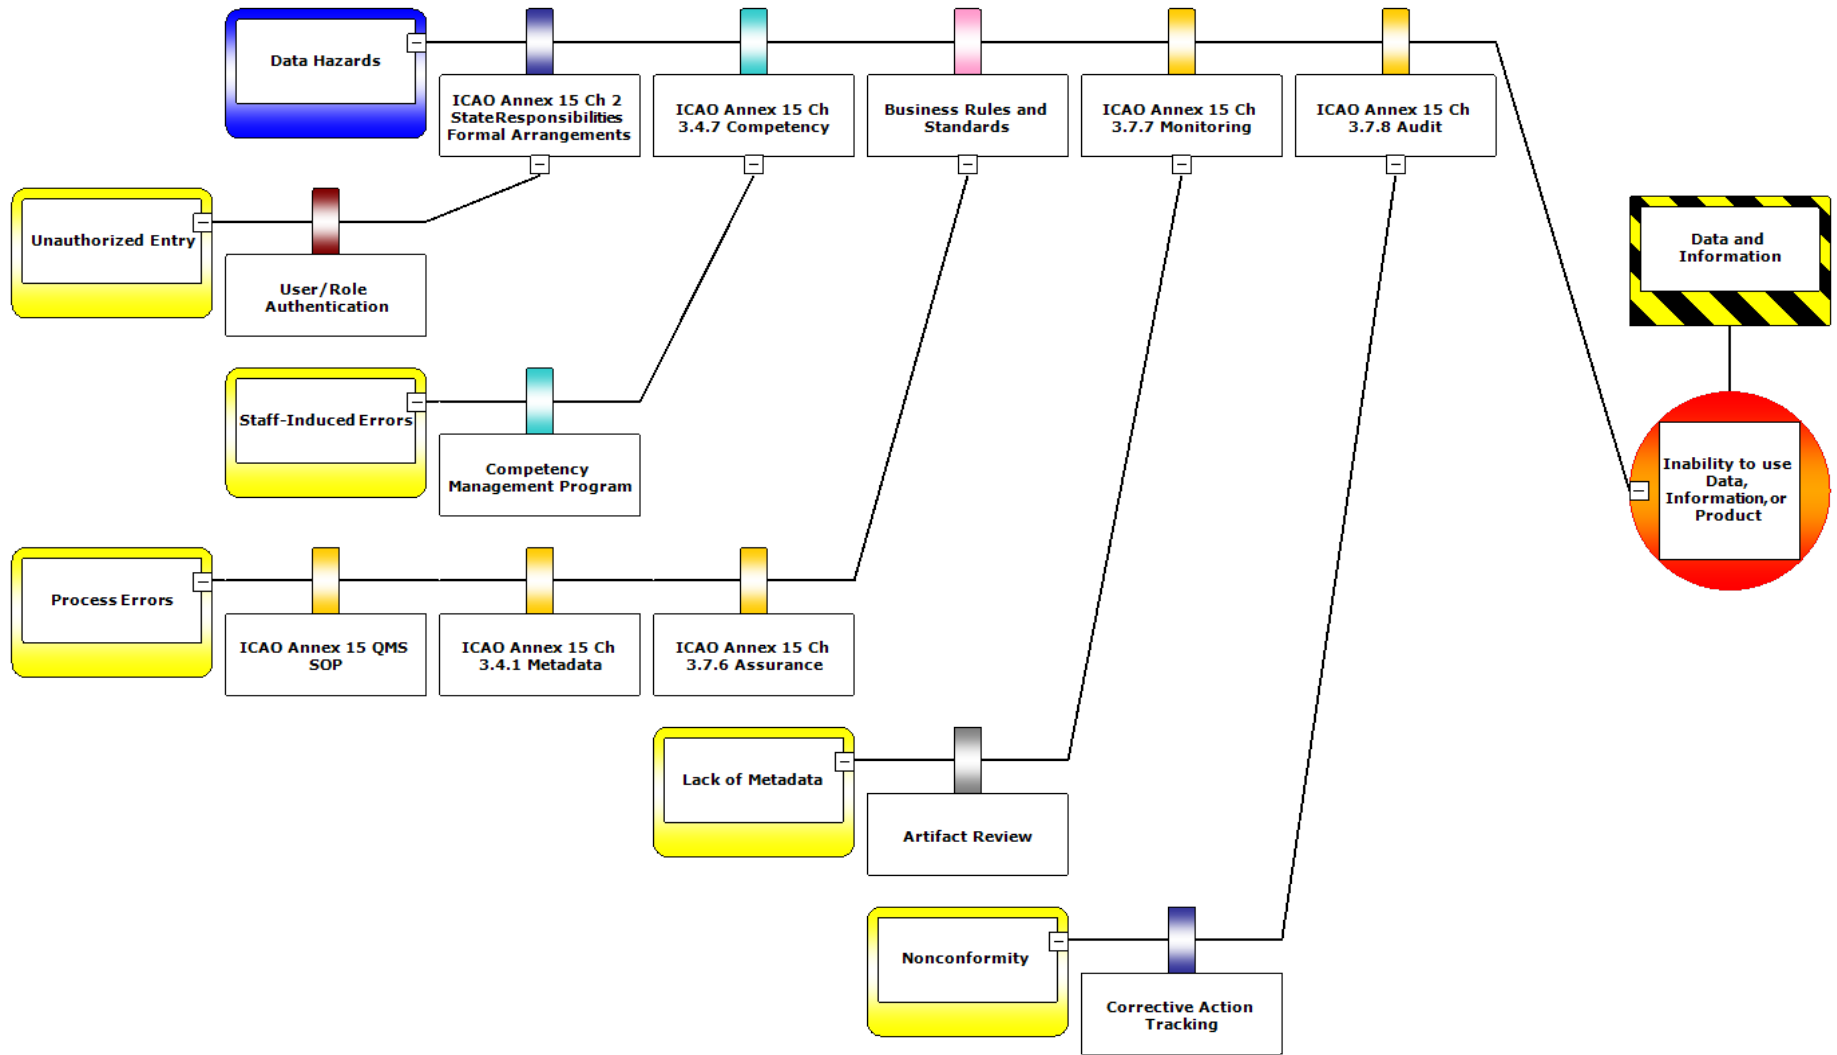 Data Hazards
ICAO Annex 15 Ch 2
State Responsibilities
Formal Arrangements
ICAO Annex 15 Ch
3.4.7 Competency
Business Rules and
Standards
ICAO Annex 15 Ch
3.7.7 Monitoring
ICAO Annex 15 Ch
3.7.8 Audit
Unauthorized Entry
User/Role
Authentication
Data and
Information
Staff-Induced Errors
Competency
Management Program
Inability to use
Data,
Information, or
Product
Process Errors
ICAO Annex 15 QMS
SOP
ICAO Annex 15 Ch
3.4.1 Metadata
ICAO Annex 15 Ch
3.7.6 Assurance
Lack of Metadata
Artifact Review
Nonconformity
Corrective Action
Tracking